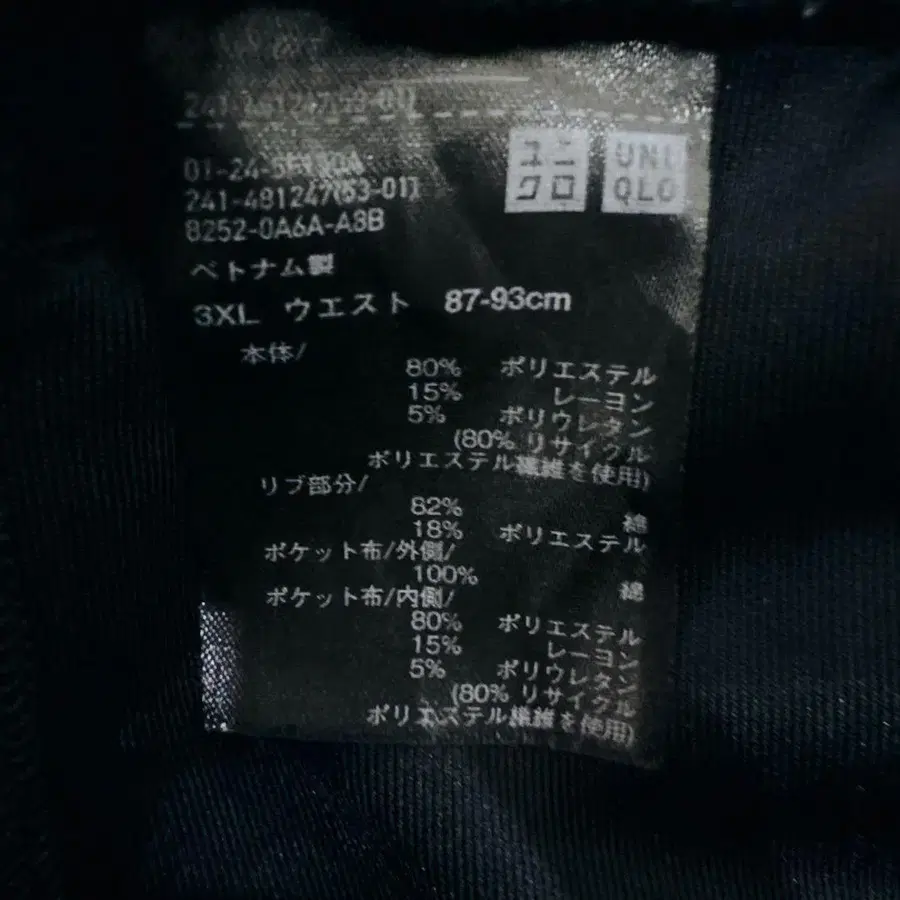 ユニ
クロ
UNI
QLO
241-481247(53-01)
8252-0A6A-A8B
ベトナム製
3XL ウエスト 87-93cm
本体/
80% ポリエステル
15% レーヨン
5% ポリウレタン
(80% リサイクル
ポリエステル繊維を使用)
リブ部分/
82% 綿
18% ポリエステル
ポケット布/外側/
100% 綿
ポケット布/内側/
80% ポリエステル
15% レーヨン
5% ポリウレタン
(80% リサイクル
ポリエステル繊維を使用)